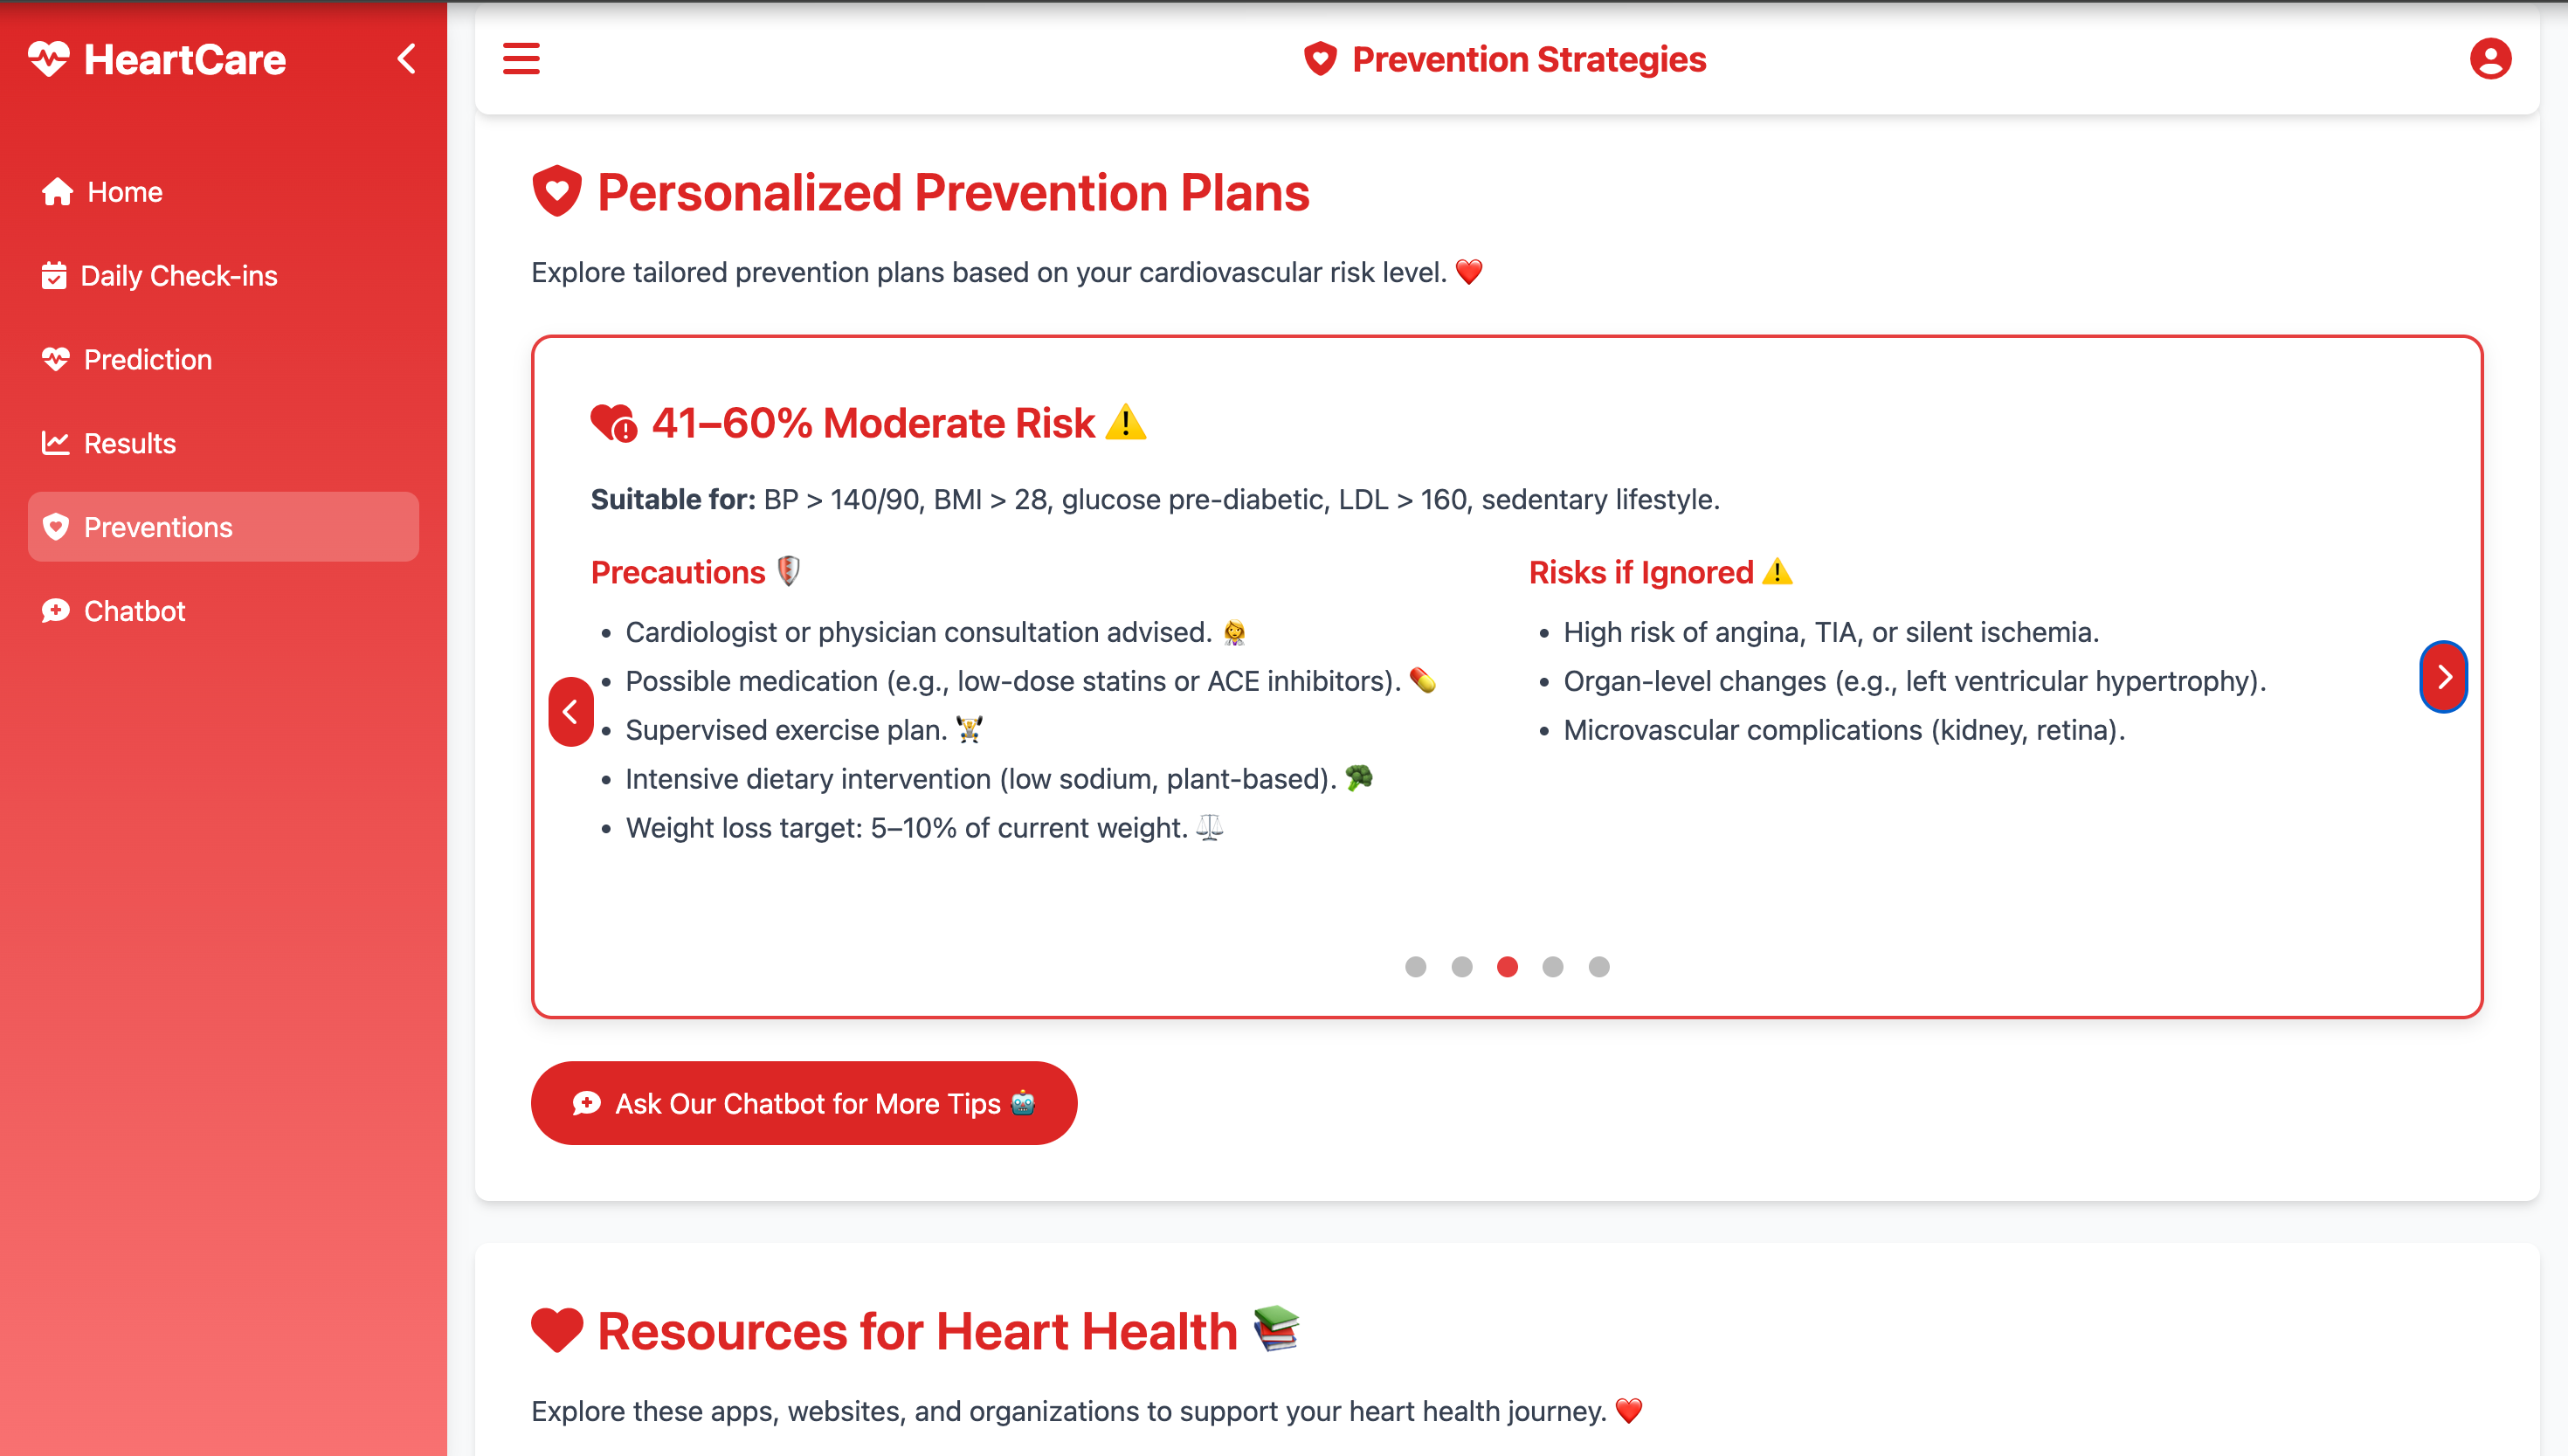 HeartCare
Home
Daily Check-ins
Prediction
Results
Preventions
Chatbot
Prevention Strategies
Personalized Prevention Plans
Explore tailored prevention plans based on your cardiovascular risk level. ❤️
41–60% Moderate Risk ⚠️
Suitable for: BP > 140/90, BMI > 28, glucose pre-diabetic, LDL > 160, sedentary lifestyle.
Precautions 🛡️
• Cardiologist or physician consultation advised. 👩‍⚕️
• Possible medication (e.g., low-dose statins or ACE inhibitors). 💊
• Supervised exercise plan. 🏋️
• Intensive dietary intervention (low sodium, plant-based). 🥦
• Weight loss target: 5–10% of current weight. ⚖️
Risks if Ignored ⚠️
• High risk of angina, TIA, or silent ischemia.
• Organ-level changes (e.g., left ventricular hypertrophy).
• Microvascular complications (kidney, retina).
Ask Our Chatbot for More Tips 🤖
Resources for Heart Health 📚
Explore these apps, websites, and organizations to support your heart health journey. ❤️